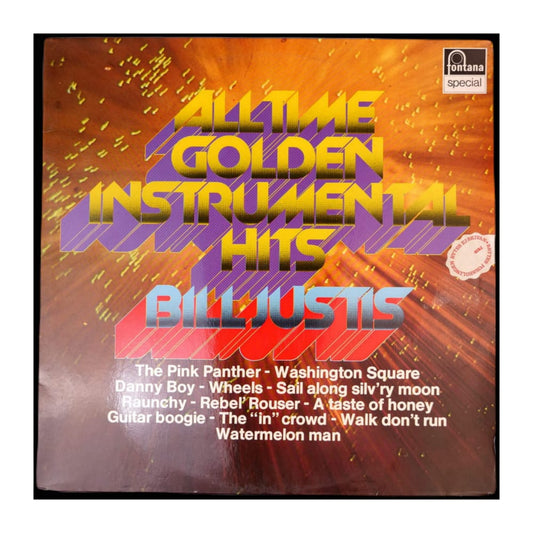 fontana
special
ALL TIME
GOLDEN
INSTRUMENTAL
HITS
BILL JUSTIS
The Pink Panther - Washington Square
Danny Boy - Wheels - Sail along silv'ry moon
Raunchy - Rebel' Rouser - A taste of honey
Guitar boogie - The "in" crowd - Walk don't run
Watermelon man